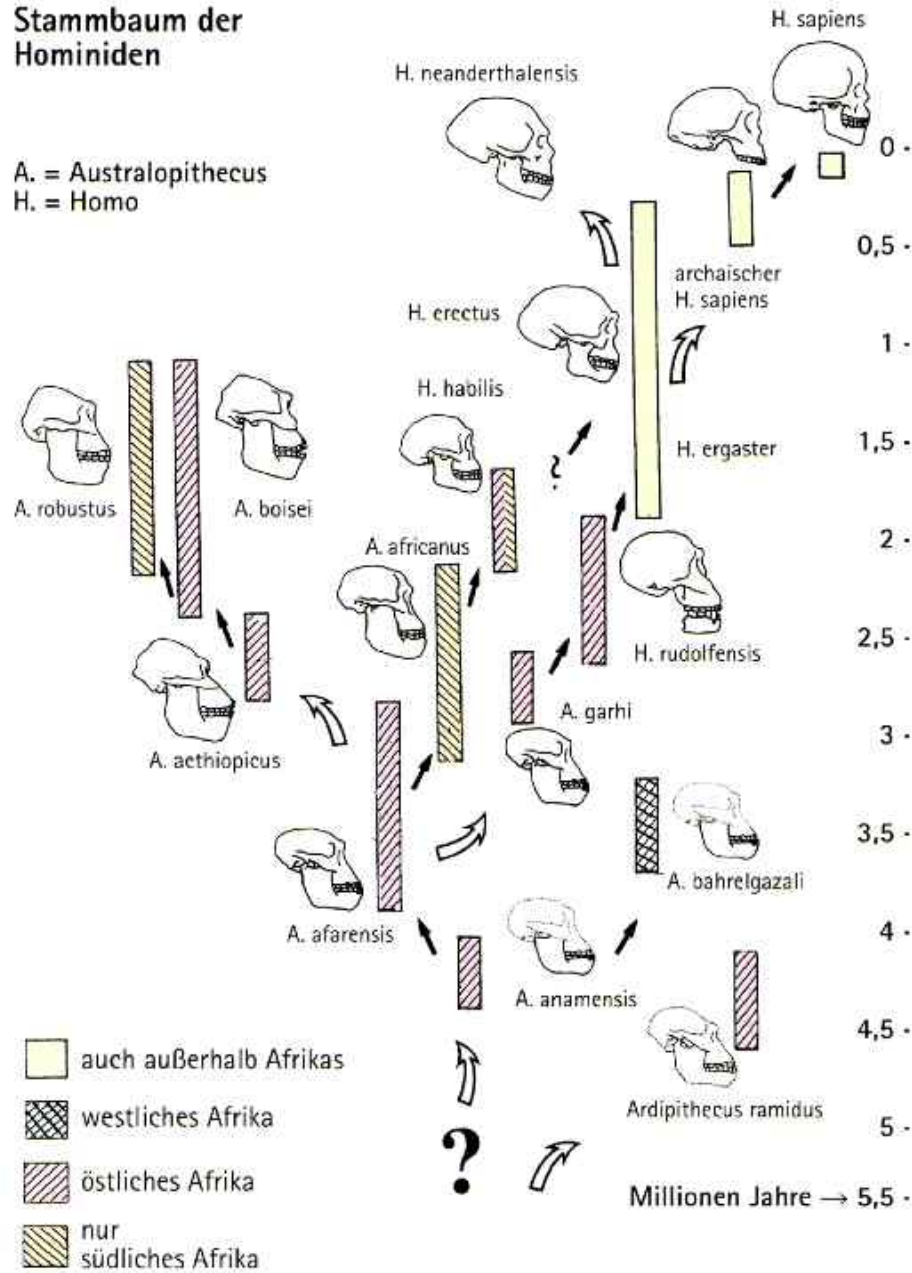 Stammbaum der
Hominiden
A. = Australopithecus
H. = Homo
H. sapiens
H. neanderthalensis
archaischer
H. sapiens
H. erectus
H. habilis
H. ergaster
?
A. robustus
A. boisei
A. africanus
H. rudolfensis
A. aethiopicus
A. garhi
A. bahrelgazali
A. afarensis
A. anamensis
Ardipithecus ramidus
?
0 -
0,5 -
1 -
1,5 -
2 -
2,5 -
3 -
3,5 -
4 -
4,5 -
5 -
Millionen Jahre → 5,5 -
auch außerhalb Afrikas
westliches Afrika
östliches Afrika
nur
südliches Afrika